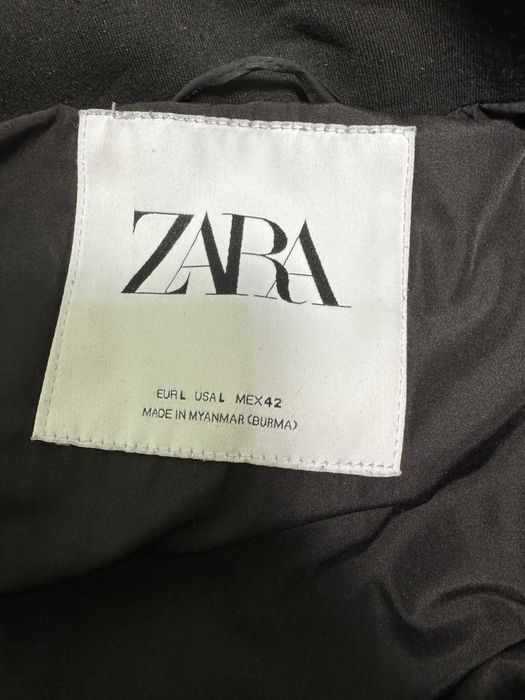 ZARA
EUR L USA L MEX 42
MADE IN MYANMAR (BURMA)